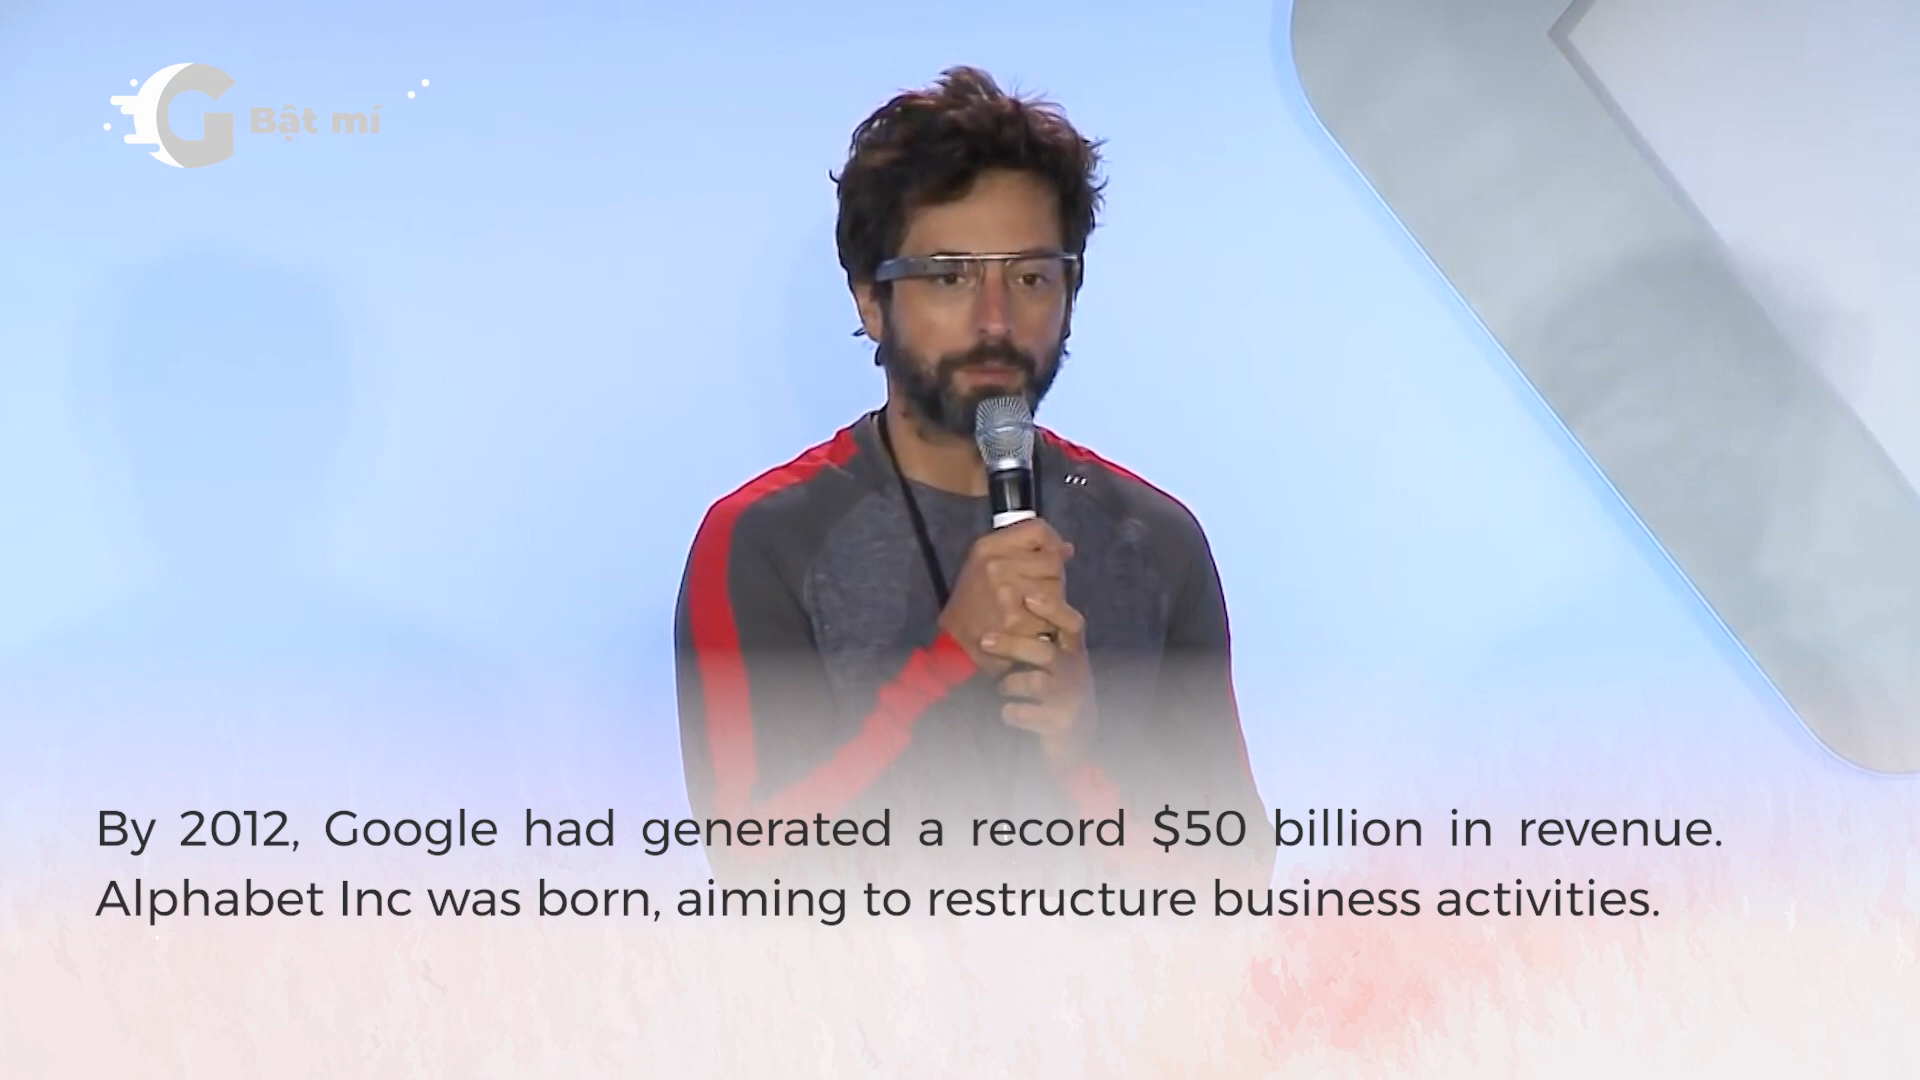 G Bật mí
By 2012, Google had generated a record $50 billion in revenue.
Alphabet Inc was born, aiming to restructure business activities.